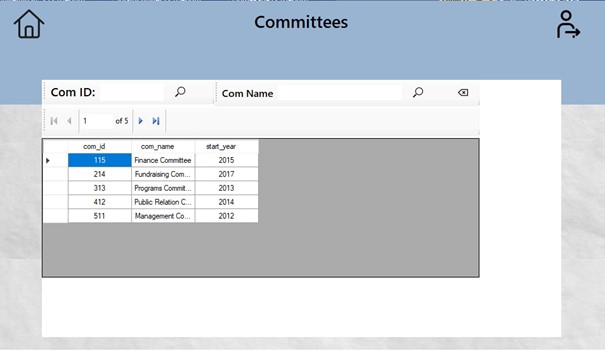 Committees
Com ID: Com Name
1 of 5
com_id com_name start_year
115 Finance Committee 2015
214 Fundraising Com... 2017
313 Programs Commit... 2013
412 Public Relation C... 2014
511 Management Co... 2012